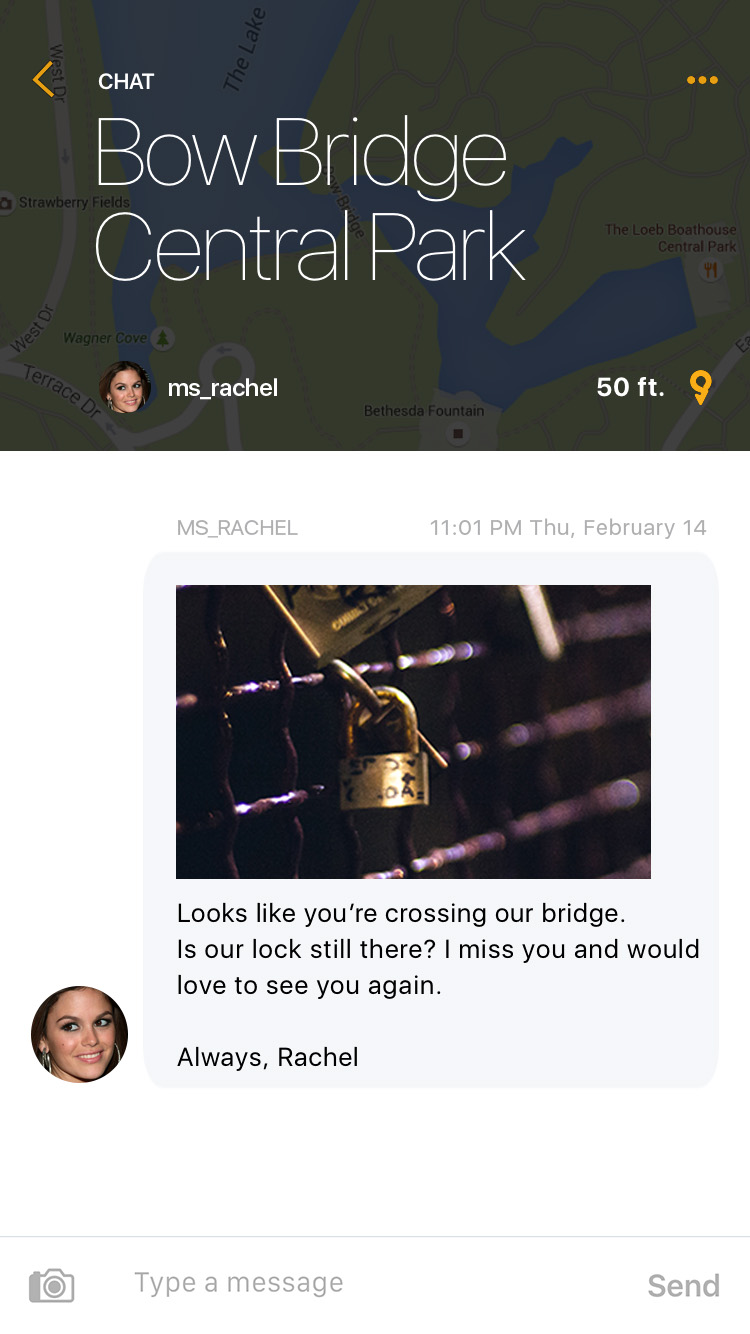 The Lake
West Dr
CHAT
Bow Bridge
Central Park
Bow Bridge
Strawberry Fields
The Loeb Boathouse
Central Park
West Dr
Wagner Cove
Terrace Dr
ms_rachel
50 ft.
Bethesda Fountain
MS_RACHEL
11:01 PM Thu, February 14
Looks like you’re crossing our bridge.
Is our lock still there? I miss you and would
love to see you again.
Always, Rachel
Type a message
Send